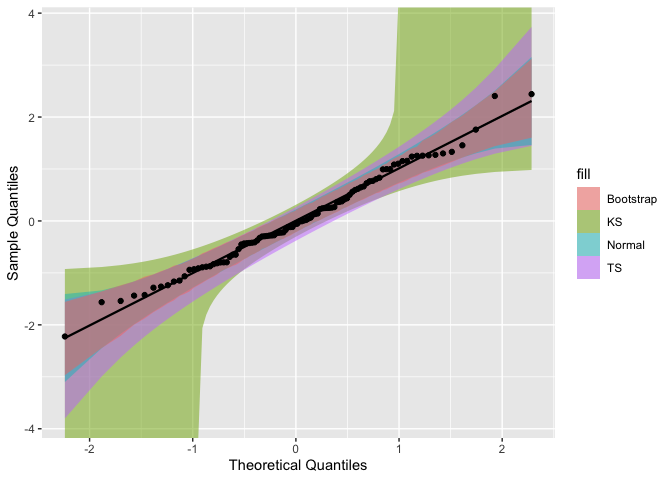 4
2
0
-2
-4
-2
-1
0
1
2
Theoretical Quantiles
Sample Quantiles
fill
Bootstrap
KS
Normal
TS